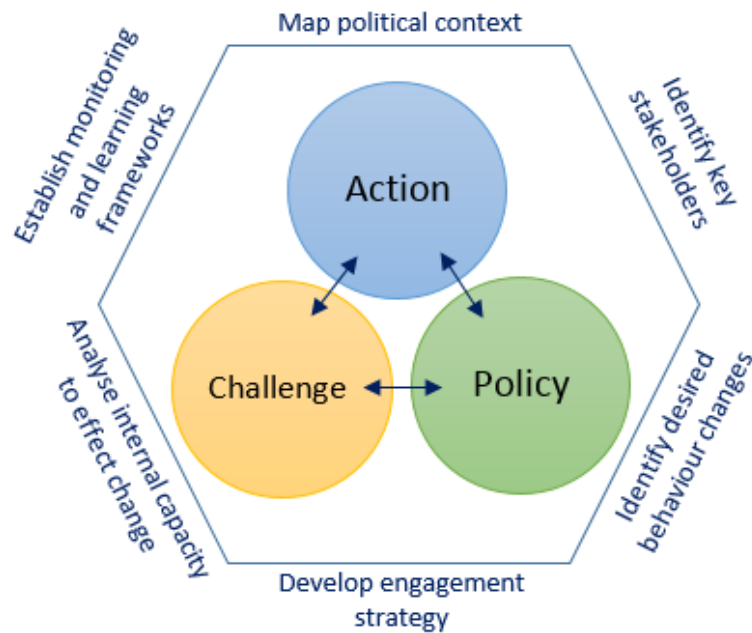 Map political context
Identify key
stakeholders
Identify desired
behaviour changes
Develop engagement
strategy
Analyse internal capacity
to effect change
Establish monitoring
and learning
frameworks
Action
Challenge
Policy